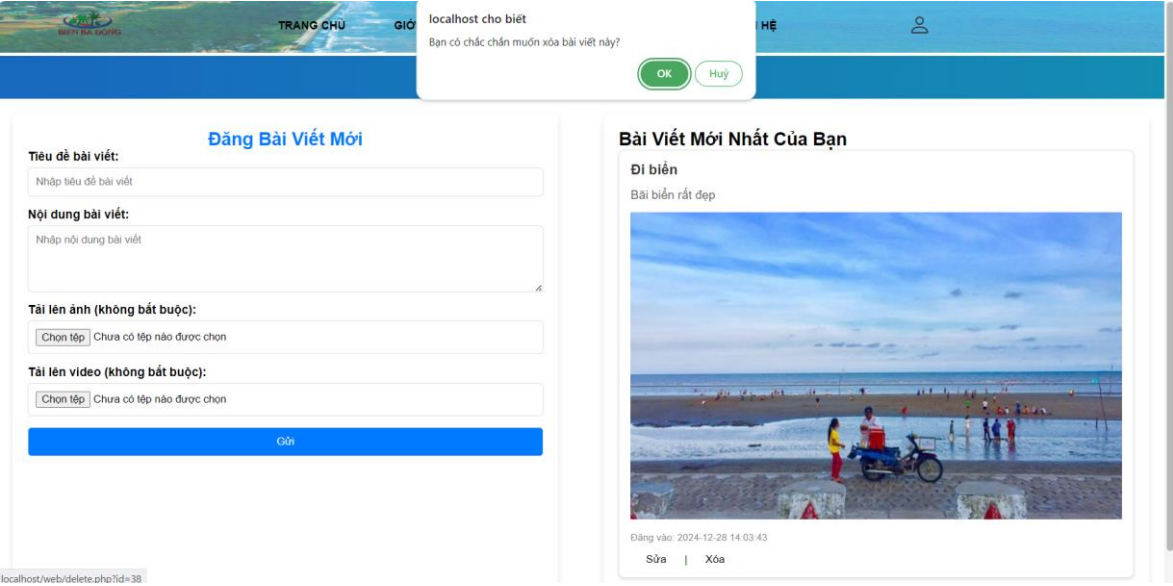 BIỂN BA ĐỘNG
TRANG CHỦ
GIỚ
HỆ
localhost cho biết
Bạn có chắc chắn muốn xóa bài viết này?
OK
Huỷ
Đăng Bài Viết Mới
Tiêu đề bài viết:
Nhập tiêu đề bài viết
Nội dung bài viết:
Nhập nội dung bài viết
Tải lên ảnh (không bắt buộc):
Chọn tệp Chưa có tệp nào được chọn
Tải lên video (không bắt buộc):
Chọn tệp Chưa có tệp nào được chọn
Gửi
Bài Viết Mới Nhất Của Bạn
Đi biển
Bãi biển rất đẹp
Đăng vào: 2024-12-28 14:03:43
Sửa | Xóa
localhost/web/delete.php?id=38